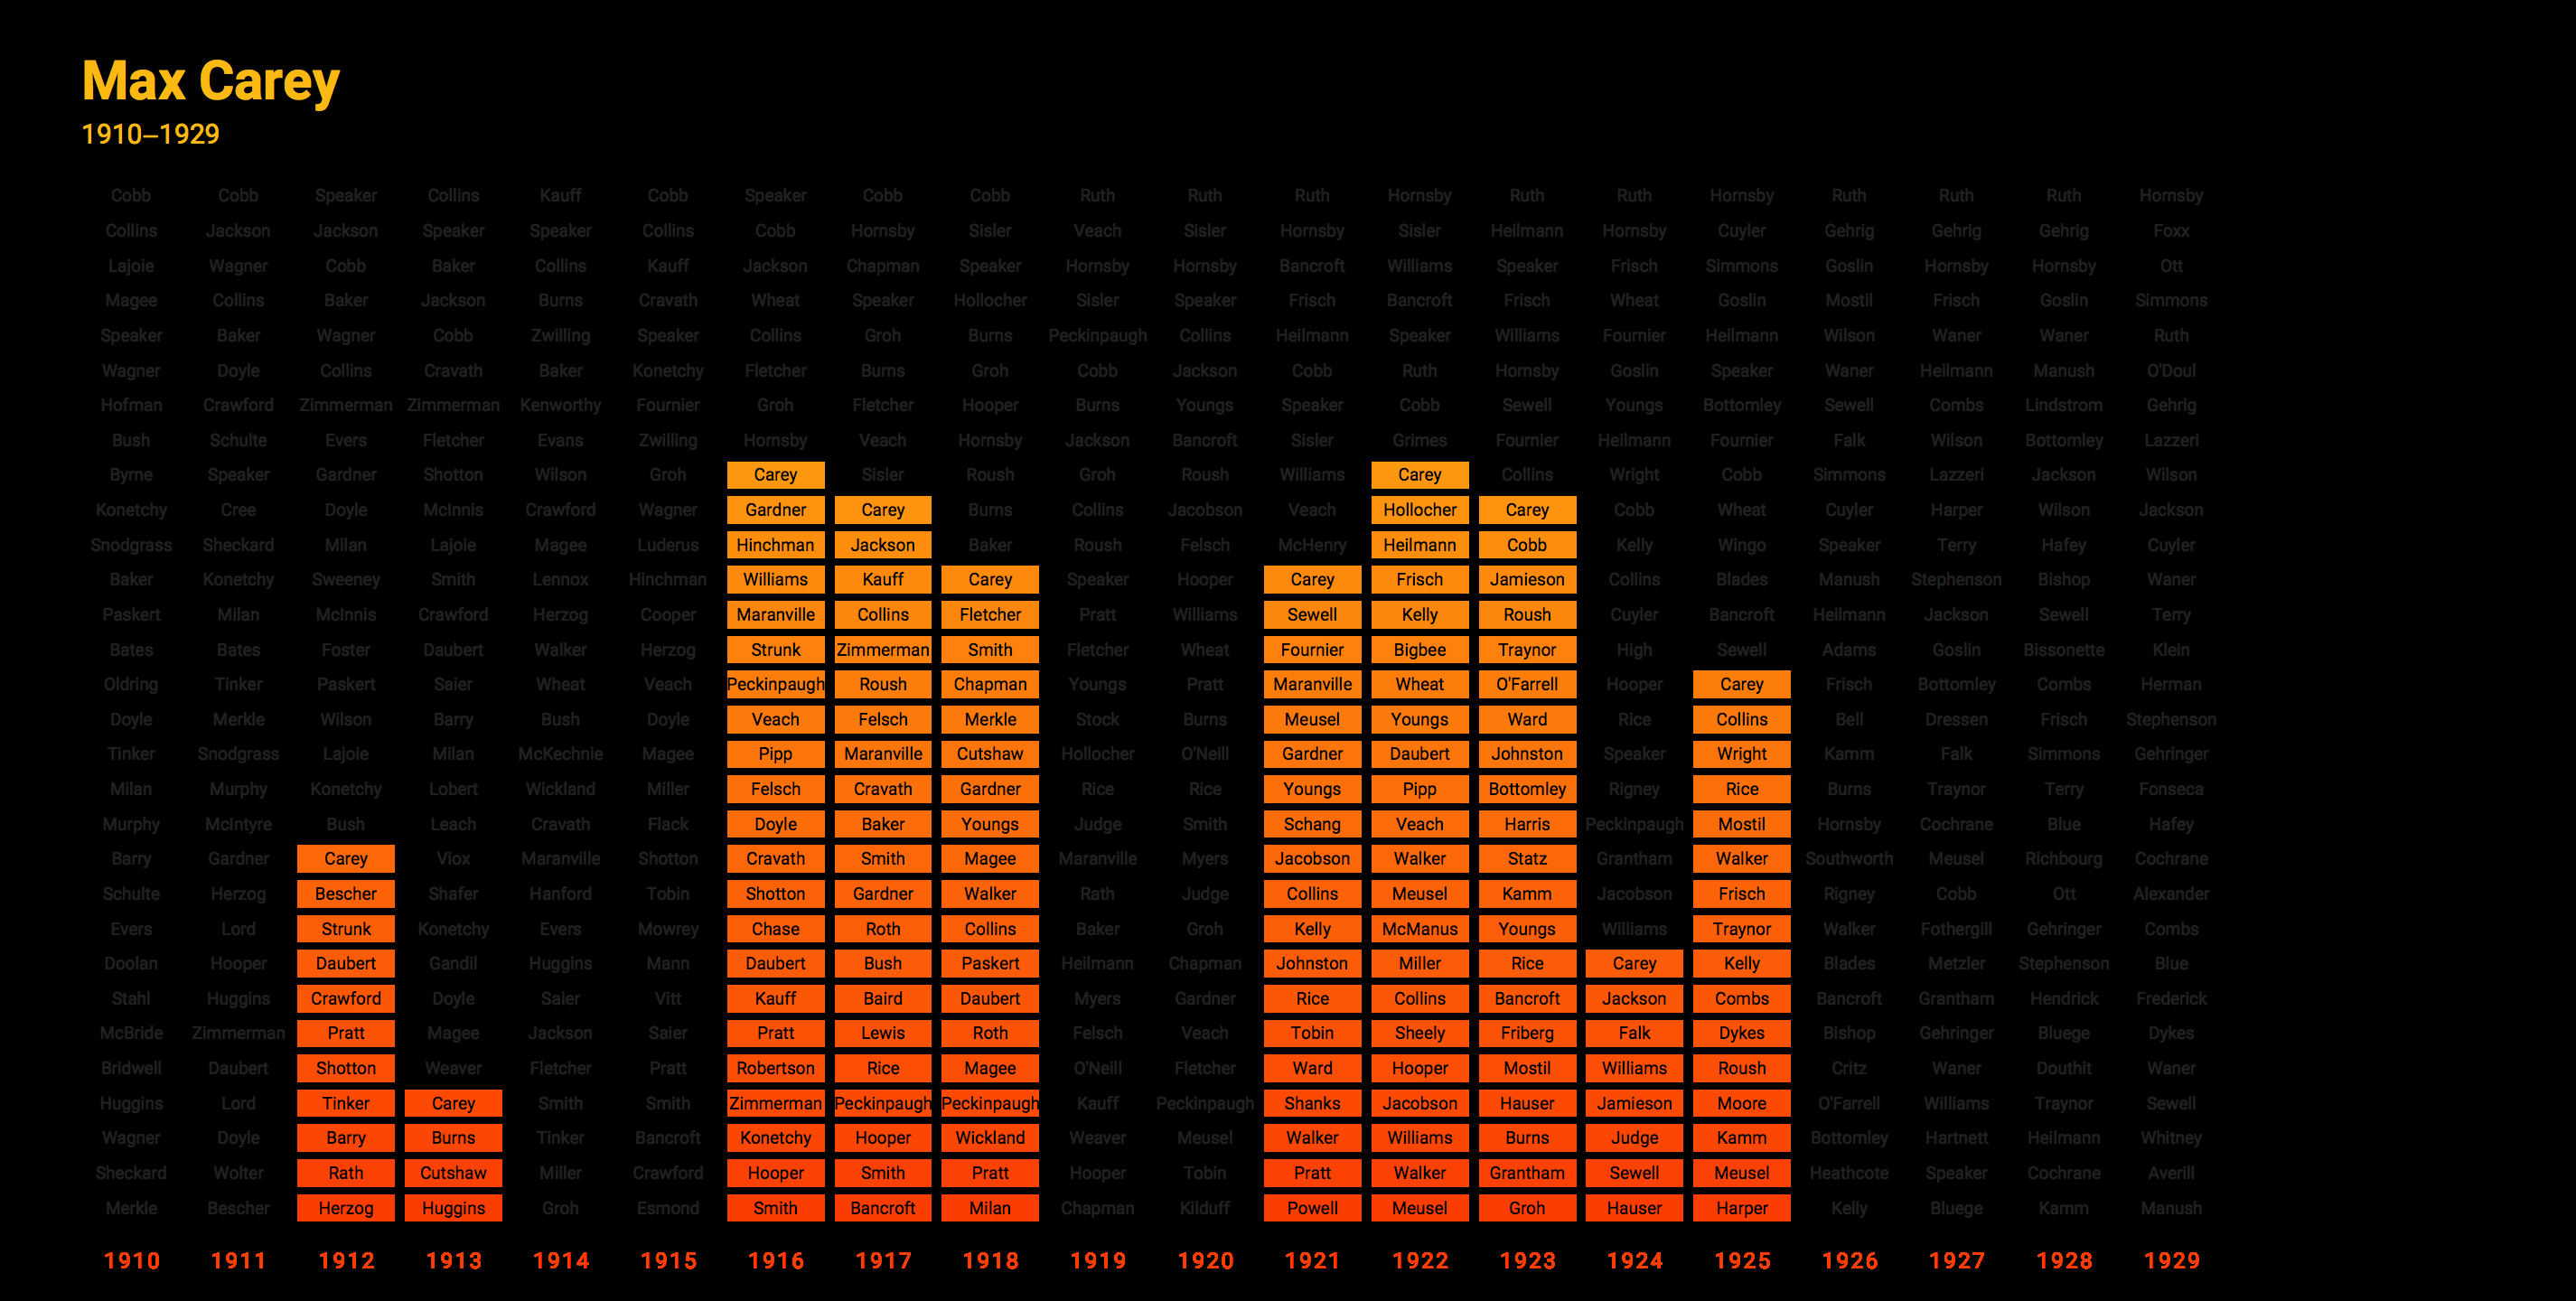 Max Carey
1910–1929
Cobb Cobb Speaker Collins Kauff Cobb Speaker Cobb Cobb Ruth Ruth Ruth Hornsby Ruth Ruth Hornsby Ruth Ruth Ruth Hornsby
Collins Jackson Jackson Speaker Speaker Collins Cobb Hornsby Sisler Veach Sisler Hornsby Sisler Heilmann Hornsby Cuyler Gehrig Gehrig Gehrig Foxx
Lajoie Wagner Cobb Baker Collins Kauff Jackson Chapman Speaker Hornsby Hornsby Bancroft Williams Speaker Frisch Simmons Goslin Hornsby Hornsby Ott
Magee Collins Baker Jackson Burns Cravath Wheat Speaker Hollocher Sisler Speaker Frisch Bancroft Frisch Wheat Goslin Mostil Frisch Goslin Simmons
Speaker Baker Wagner Cobb Zwilling Speaker Collins Groh Burns Peckinpaugh Collins Heilmann Speaker Williams Fournier Heilmann Wilson Waner Waner Ruth
Wagner Doyle Collins Cravath Baker Konetchy Fletcher Burns Groh Cobb Jackson Cobb Ruth Hornsby Goslin Speaker Waner Heilmann Manush O'Doul
Hofman Crawford Zimmerman Zimmerman Kenworthy Fournier Groh Fletcher Hooper Burns Youngs Speaker Cobb Sewell Youngs Bottomley Sewell Combs Lindstrom Gehrig
Bush Schulte Evers Fletcher Evans Zwilling Hornsby Veach Hornsby Jackson Bancroft Sisler Grimes Fournier Heilmann Fournier Falk Wilson Bottomley Lazzeri
Byrne Speaker Gardner Shotton Wilson Groh Carey Sisler Roush Groh Roush Williams Carey Collins Wright Cobb Simmons Lazzeri Jackson Wilson
Konetchy Cree Doyle McInnis Crawford Wagner Gardner Carey Burns Collins Jacobson Veach Hollocher Carey Cobb Wheat Cuyler Harper Wilson Jackson
Snodgrass Sheckard Milan Lajoie Magee Luderus Hinchman Jackson Baker Roush Felsch McHenry Heilmann Cobb Kelly Wingo Speaker Terry Hafey Cuyler
Baker Konetchy Sweeney Smith Lennox Hinchman Williams Kauff Carey Speaker Hooper Carey Frisch Jamieson Collins Blades Manush Stephenson Bishop Waner
Paskert Milan McInnis Crawford Herzog Cooper Maranville Collins Fletcher Pratt Williams Sewell Kelly Roush Cuyler Bancroft Heilmann Jackson Sewell Terry
Bates Bates Foster Daubert Walker Herzog Strunk Zimmerman Smith Fletcher Wheat Fournier Bigbee Traynor High Sewell Adams Goslin Bissonette Klein
Oldring Tinker Paskert Saier Wheat Veach Peckinpaugh Roush Chapman Youngs Pratt Maranville Wheat O'Farrell Hooper Carey Frisch Bottomley Combs Herman
Doyle Merkle Wilson Barry Bush Doyle Veach Felsch Merkle Stock Burns Meusel Youngs Ward Rice Collins Bell Dressen Frisch Stephenson
Tinker Snodgrass Lajoie Milan McKechnie Magee Pipp Maranville Cutshaw Hollocher O'Neill Gardner Daubert Johnston Speaker Wright Kamm Falk Simmons Gehringer
Milan Murphy Konetchy Lobert Wickland Miller Felsch Cravath Gardner Rice Rice Youngs Pipp Bottomley Rigney Rice Burns Traynor Terry Fonseca
Murphy McIntyre Bush Leach Cravath Flack Doyle Baker Youngs Judge Smith Schang Veach Harris Peckinpaugh Mostil Hornsby Cochrane Blue Hafey
Barry Gardner Carey Viox Maranville Shotton Cravath Smith Magee Maranville Myers Jacobson Walker Statz Grantham Walker Southworth Meusel Richbourg Cochrane
Schulte Herzog Bescher Shafer Hanford Tobin Shotton Gardner Walker Rath Judge Collins Meusel Kamm Jacobson Frisch Rigney Cobb Ott Alexander
Evers Lord Strunk Konetchy Evers Mowrey Chase Roth Collins Baker Groh Kelly McManus Youngs Williams Traynor Walker Fothergill Gehringer Combs
Doolan Hooper Daubert Gandil Huggins Mann Daubert Bush Paskert Heilmann Chapman Johnston Miller Rice Carey Kelly Blades Metzler Stephenson Blue
Stahl Huggins Crawford Doyle Saier Vitt Kauff Baird Daubert Myers Gardner Rice Collins Bancroft Jackson Combs Bancroft Grantham Hendrick Frederick
McBride Zimmerman Pratt Magee Jackson Saier Pratt Lewis Roth Felsch Veach Tobin Sheely Friberg Falk Dykes Bishop Gehringer Bluege Dykes
Bridwell Daubert Shotton Weaver Fletcher Pratt Robertson Rice Magee O'Neill Fletcher Ward Hooper Mostil Williams Roush Critz Waner Douthit Waner
Huggins Lord Tinker Carey Smith Smith Zimmerman Peckinpaugh Peckinpaugh Kauff Peckinpaugh Shanks Jacobson Hauser Jamieson Moore O'Farrell Williams Traynor Sewell
Wagner Doyle Barry Burns Tinker Bancroft Konetchy Hooper Wickland Weaver Meusel Walker Williams Burns Judge Kamm Bottomley Hartnett Heilmann Whitney
Sheckard Wolter Rath Cutshaw Miller Crawford Hooper Smith Pratt Hooper Tobin Pratt Walker Grantham Sewell Meusel Heathcote Speaker Cochrane Averill
Merkle Bescher Herzog Huggins Groh Esmond Smith Bancroft Milan Chapman Kilduff Powell Meusel Groh Hauser Harper Kelly Bluege Kamm Manush
1910 1911 1912 1913 1914 1915 1916 1917 1918 1919 1920 1921 1922 1923 1924 1925 1926 1927 1928 1929